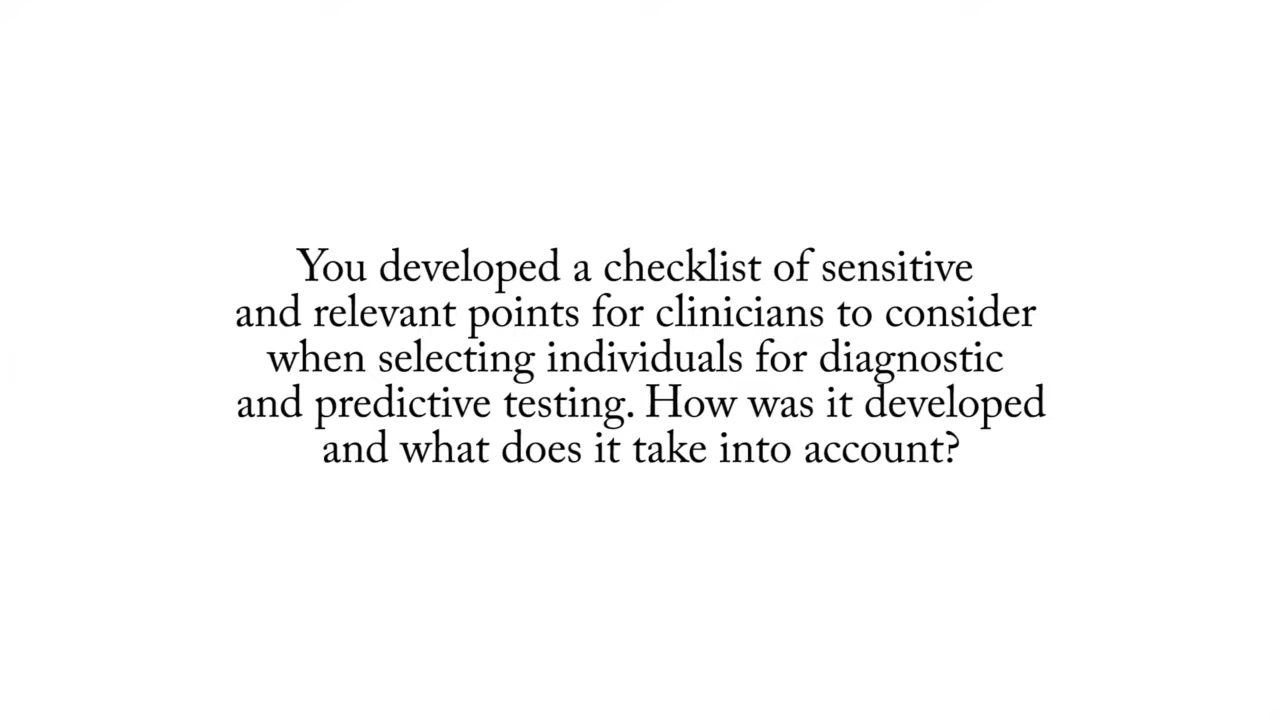 You developed a checklist of sensitive
and relevant points for clinicians to consider
when selecting individuals for diagnostic
and predictive testing. How was it developed
and what does it take into account?